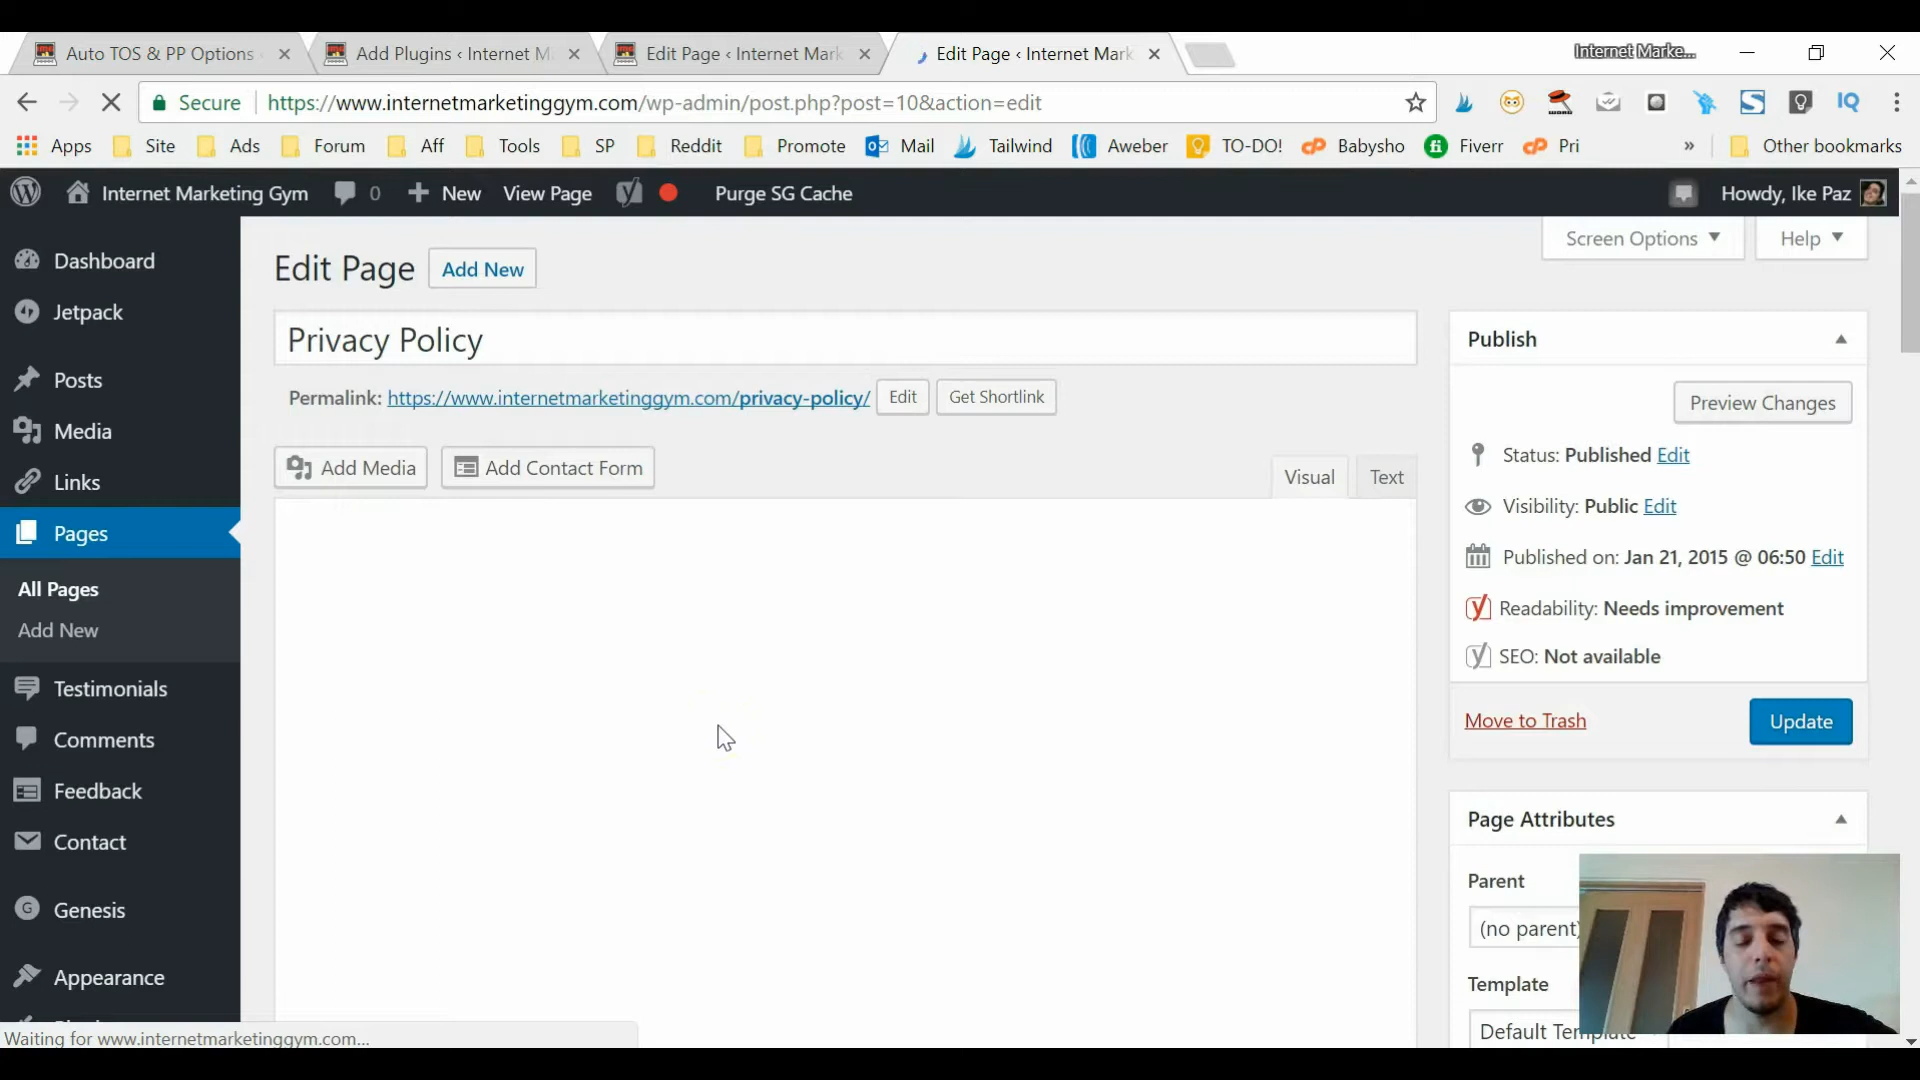 Auto TOS & PP Options
Add Plugins ‹ Internet M
Edit Page ‹ Internet Mark
Edit Page ‹ Internet Mark
Internet Marke...
Secure https://www.internetmarketinggym.com/wp-admin/post.php?post=10&action=edit
Apps Site Ads Forum Aff Tools SP Reddit Promote Mail Tailwind Aweber TO-DO! Babysho Fiverr Pri » Other bookmarks
Internet Marketing Gym 0 + New View Page Purge SG Cache Howdy, Ike Paz
Screen Options Help
Dashboard
Jetpack
Posts
Media
Links
Pages
All Pages
Add New
Testimonials
Comments
Feedback
Contact
Genesis
Appearance
Edit Page Add New
Privacy Policy
Permalink: https://www.internetmarketinggym.com/privacy-policy/ Edit Get Shortlink
Add Media Add Contact Form Visual Text
Publish
Preview Changes
Status: Published Edit
Visibility: Public Edit
Published on: Jan 21, 2015 @ 06:50 Edit
Readability: Needs improvement
SEO: Not available
Move to Trash Update
Page Attributes
Parent
(no parent)
Template
Default Template
Waiting for www.internetmarketinggym.com...